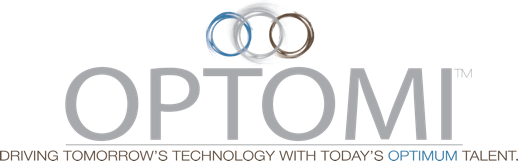 OPTOMI™
DRIVING TOMORROW'S TECHNOLOGY WITH TODAY'S OPTIMUM TALENT.